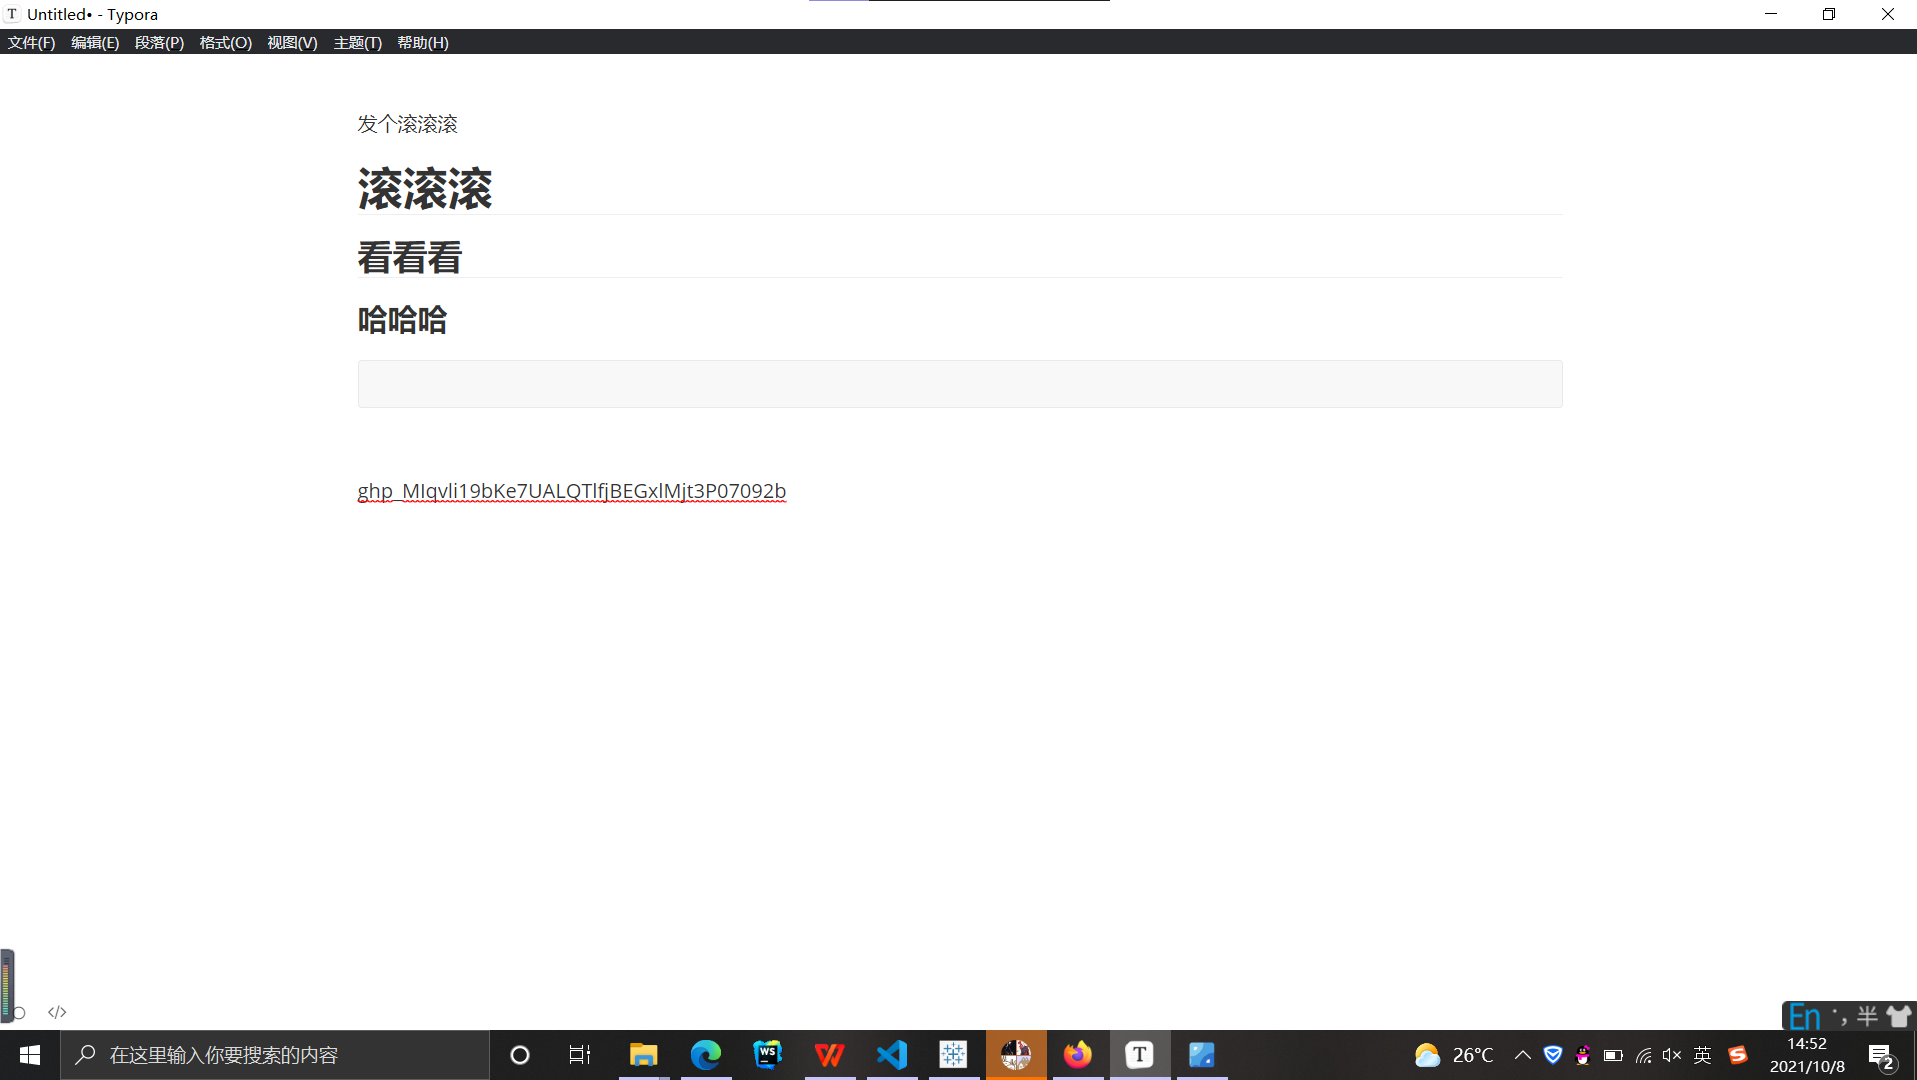 Untitled• - Typora
文件(F) 编辑(E) 段落(P) 格式(O) 视图(V) 主题(T) 帮助(H)
发个滚滚滚
滚滚滚
看看看
哈哈哈
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
</>
En 半
在这里输入你要搜索的内容
WS
T
26°C
英
14:52
2021/10/8
2